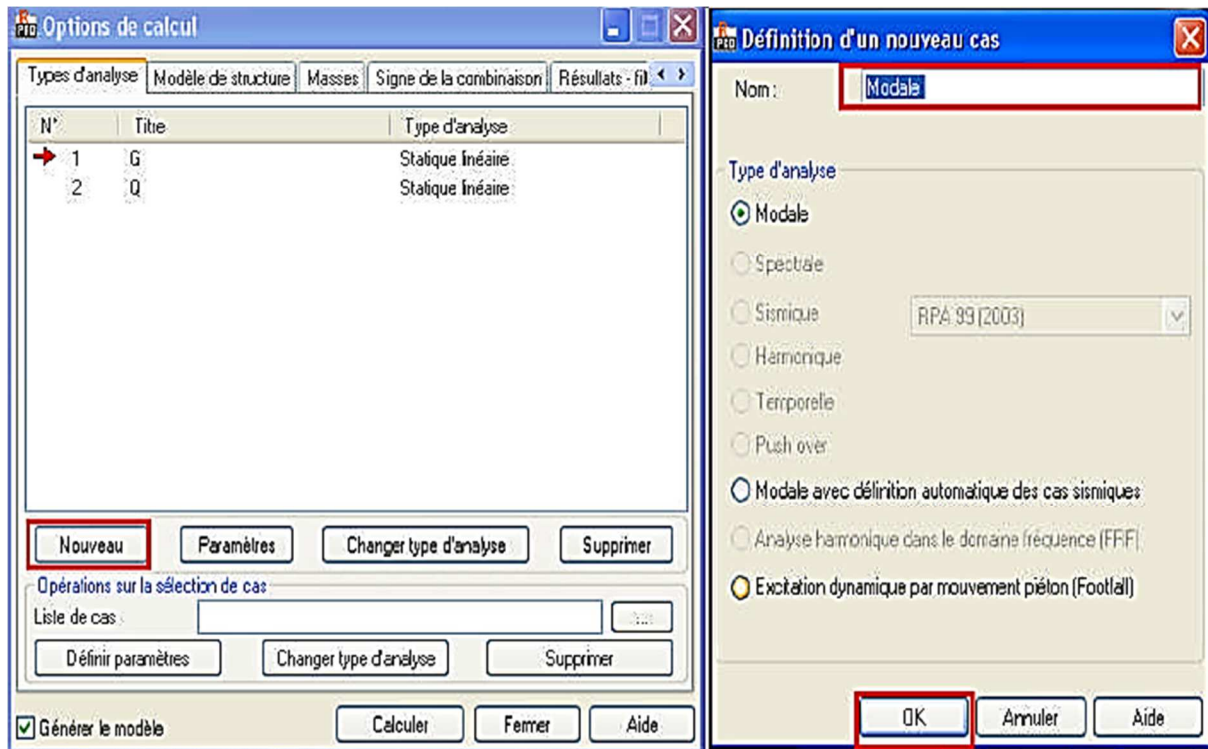 Options de calcul
Types d'analyse Modèle de structure Masses Signe de la combinaison Résultats - fil
N° Titre Type d'analyse
1 G Statique linéaire
2 Q Statique linéaire
Nouveau Paramètres Changer type d'analyse Supprimer
Opérations sur la sélection de cas
Liste de cas : ...
Définir paramètres Changer type d'analyse Supprimer
Générer le modèle Calculer Fermer Aide
Définition d'un nouveau cas
Nom : Modale
Type d'analyse
Modale
Spectrale
Sismique RPA 99 (2003)
Harmonique
Temporelle
Push over
Modale avec définition automatique des cas sismiques
Analyse harmonique dans le domaine fréquence (FRF)
Excitation dynamique par mouvement piéton (Footfall)
OK Annuler Aide